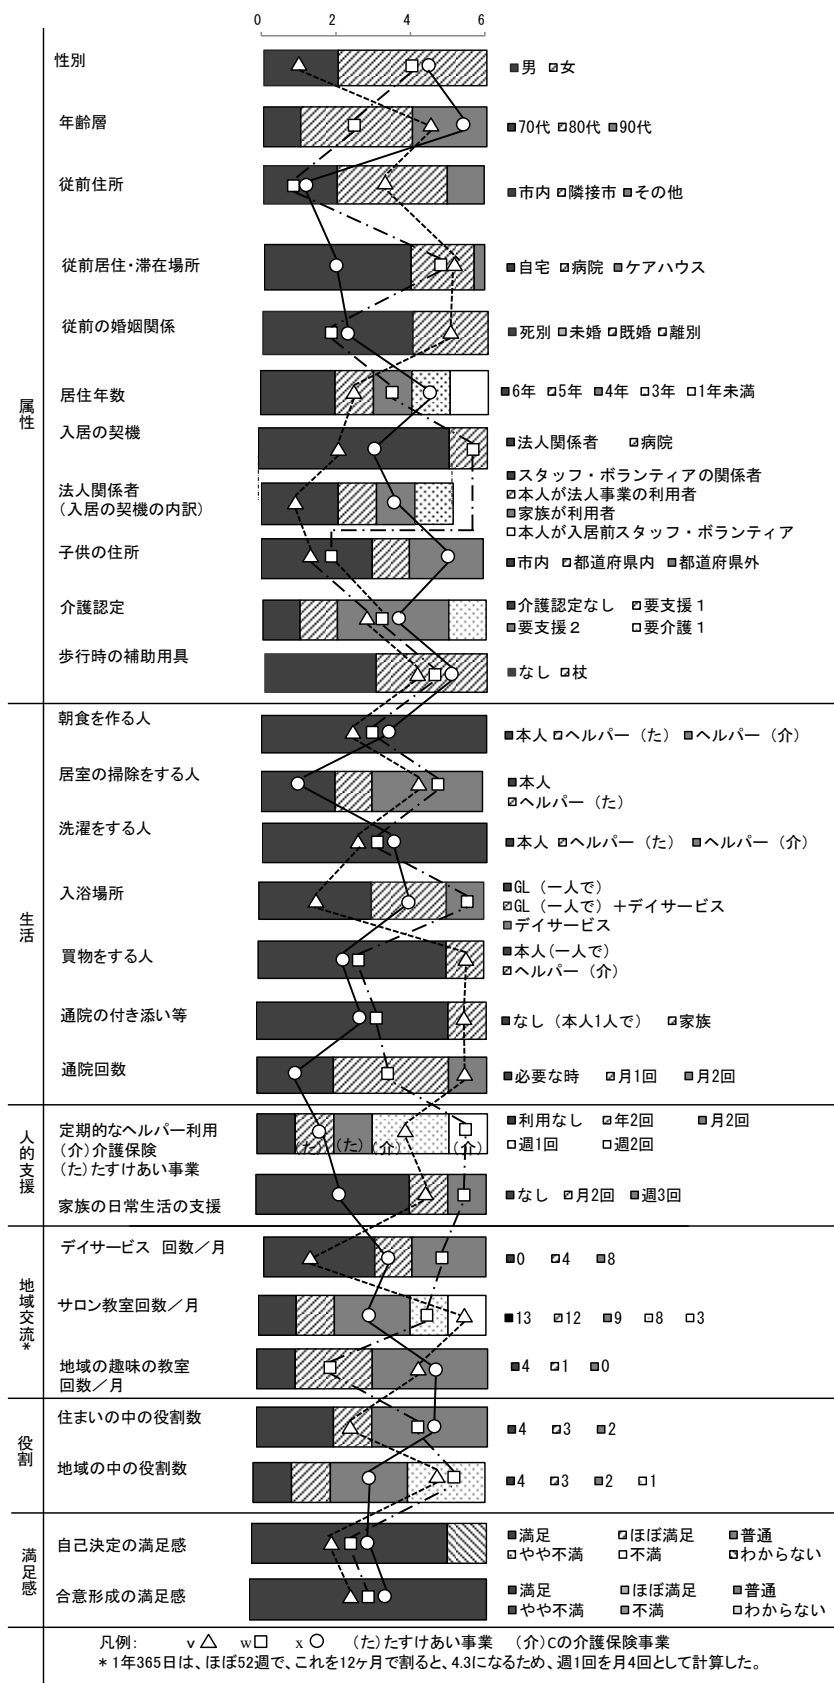 0 2 4 6
属性
性別
■男 ▨女
年齢層
■70代 ▨80代 ■90代
従前住所
■市内 ▨隣接市 ■その他
従前居住・滞在場所
■自宅 ▨病院 ■ケアハウス
従前の婚姻関係
■死別 ■未婚 ▨既婚 ▨離別
居住年数
■6年 ▨5年 ■4年 □3年 □1年未満
入居の契機
■法人関係者 ▨病院
法人関係者
(入居の契機の内訳)
■スタッフ・ボランティアの関係者
▨本人が法人事業の利用者
■家族が利用者
□本人が入居前スタッフ・ボランティア
子供の住所
■市内 ▨都道府県内 ■都道府県外
介護認定
■介護認定なし ▨要支援1
■要支援2 □要介護1
歩行時の補助用具
■なし ▨杖
生活
朝食を作る人
■本人 ▨ヘルパー(た) ■ヘルパー(介)
居室の掃除をする人
■本人
▨ヘルパー(た)
洗濯をする人
■本人 ▨ヘルパー(た) ■ヘルパー(介)
入浴場所
■GL(一人で)
▨GL(一人で)+デイサービス
■デイサービス
買物をする人
■本人(一人で)
▨ヘルパー(介)
通院の付き添い等
■なし(本人1人で) ▨家族
通院回数
■必要な時 ▨月1回 ■月2回
人的支援
定期的なヘルパー利用
(介)介護保険
(た)たすけあい事業
(た) (た) (介) (介)
■利用なし ▨年2回 ■月2回
□週1回 □週2回
家族の日常生活の支援
■なし ▨月2回 ■週3回
地域交流*
デイサービス 回数/月
■0 ▨4 ■8
サロン教室回数/月
■13 ▨12 ■9 □8 □3
地域の趣味の教室
回数/月
■4 ▨1 ■0
役割
住まいの中の役割数
■4 ▨3 ■2
地域の中の役割数
■4 ▨3 ■2 □1
満足感
自己決定の満足感
■満足 ▨ほぼ満足 ■普通
□やや不満 □不満 ▨わからない
合意形成の満足感
■満足 ■ほぼ満足 ■普通
■やや不満 ■不満 □わからない
凡例: v△ w□ x○ (た)たすけあい事業 (介)Cの介護保険事業
* 1年365日は、ほぼ52週で、これを12ヶ月で割ると、4.3になるため、週1回を月4回として計算した。